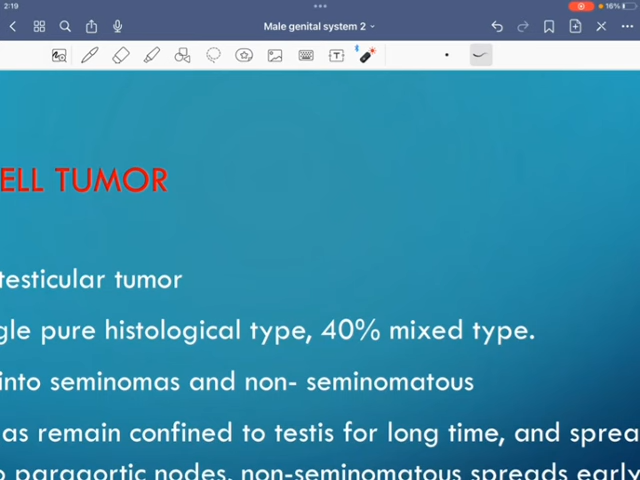 2/19
16%
Male genital system 2
T
ELL TUMOR
testicular tumor
gle pure histological type, 40% mixed type.
into seminomas and non- seminomatous
as remain confined to testis for long time, and sprea
o paraaortic nodes, non-seminomatous spreads early